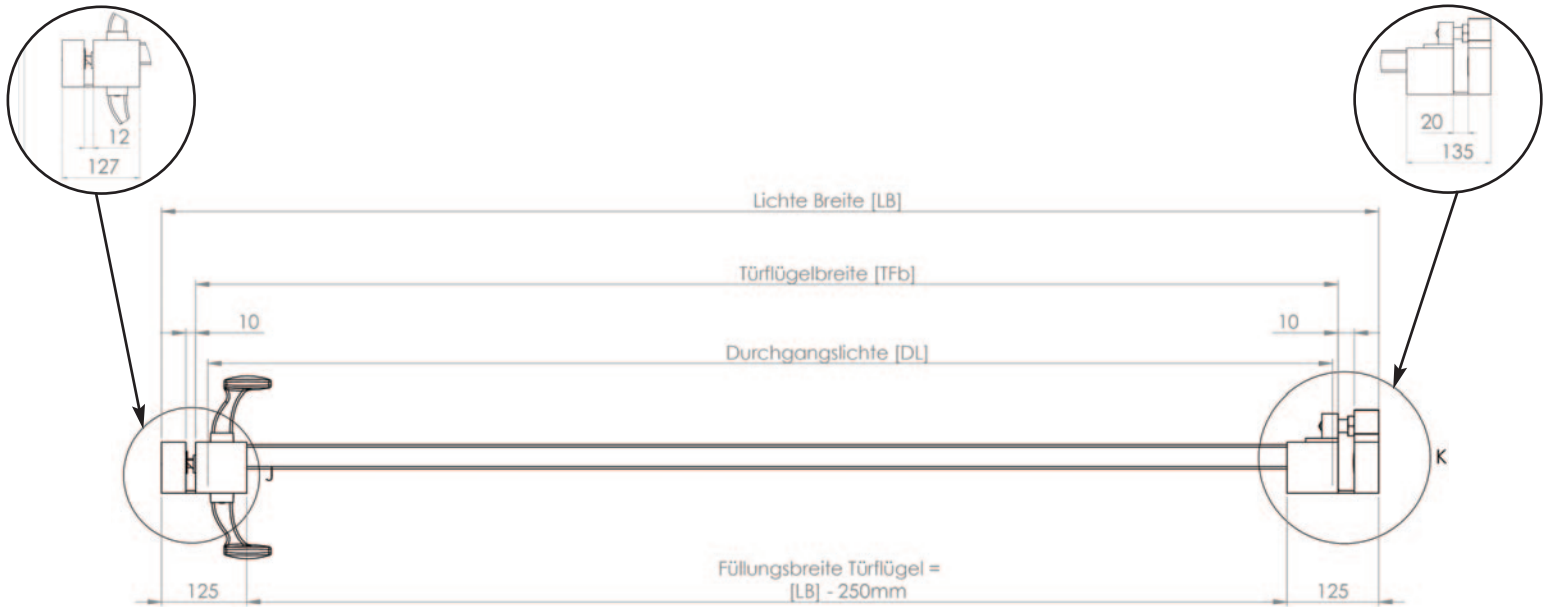 12
127
20
135
Lichte Breite [LB]
Türflügelbreite [TFb]
10
10
Durchgangslichte [DL]
J
K
Füllungsbreite Türflügel =
125
[LB] - 250mm
125